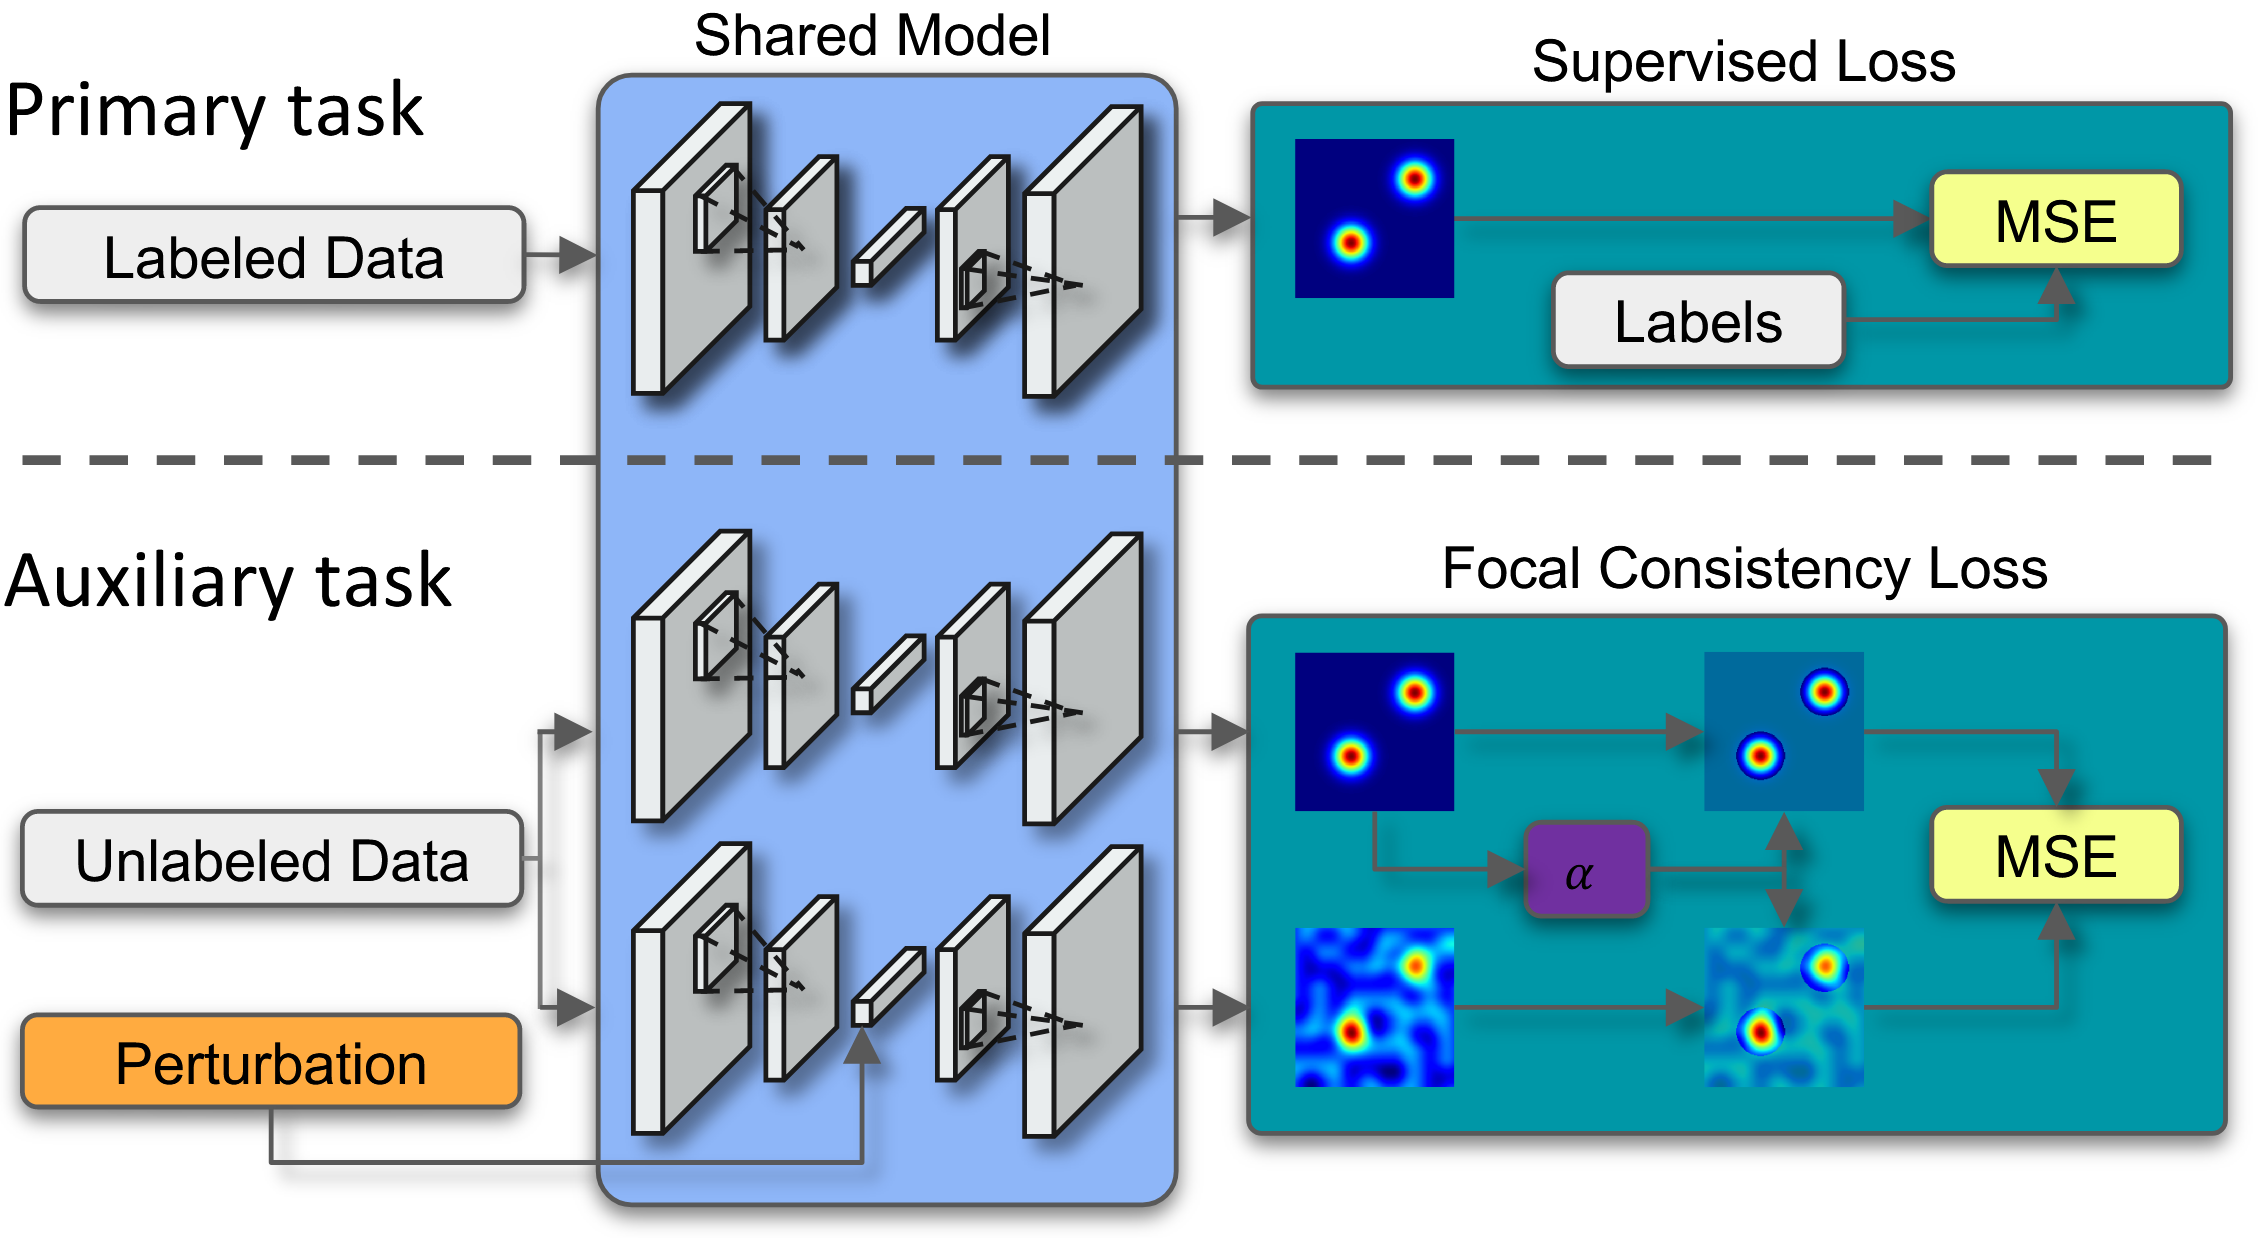 Shared Model
Supervised Loss
Primary task
Labeled Data
MSE
Labels
Auxiliary task
Focal Consistency Loss
Unlabeled Data
α
MSE
Perturbation